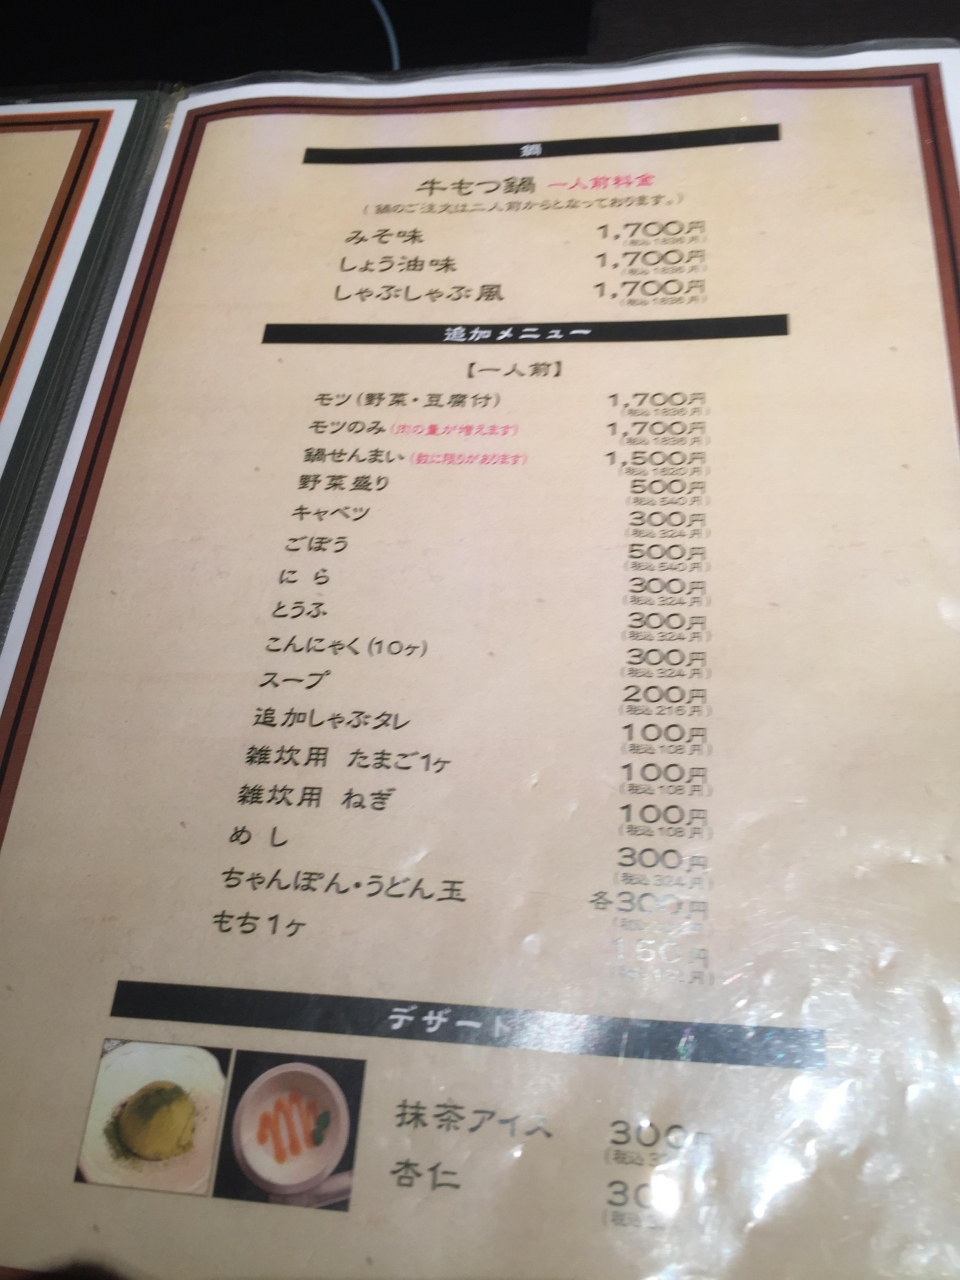 鍋
牛もつ鍋 一人前料金
(鍋のご注文は二人前からとなっております。)
みそ味 1,700円
(税込1836円)
しょう油味 1,700円
(税込1836円)
しゃぶしゃぶ風 1,700円
(税込1836円)
追加メニュー
【一人前】
モツ(野菜・豆腐付) 1,700円
(税込1836円)
モツのみ(肉の量が増えます) 1,700円
(税込1836円)
鍋せんまい(数に限りがあります) 1,500円
(税込1620円)
野菜盛り 500円
(税込540円)
キャベツ 300円
(税込324円)
ごぼう 500円
(税込540円)
にら 300円
(税込324円)
とうふ 300円
(税込324円)
こんにゃく(10ヶ) 300円
(税込324円)
スープ 200円
(税込216円)
追加しゃぶタレ 100円
(税込108円)
雑炊用 たまご1ヶ 100円
(税込108円)
雑炊用 ねぎ 100円
(税込108円)
めし 300円
(税込324円)
ちゃんぽん・うどん玉 各300円
もち1ヶ 150円
デザート
抹茶アイス 300円
(税込
杏仁 30
(税込